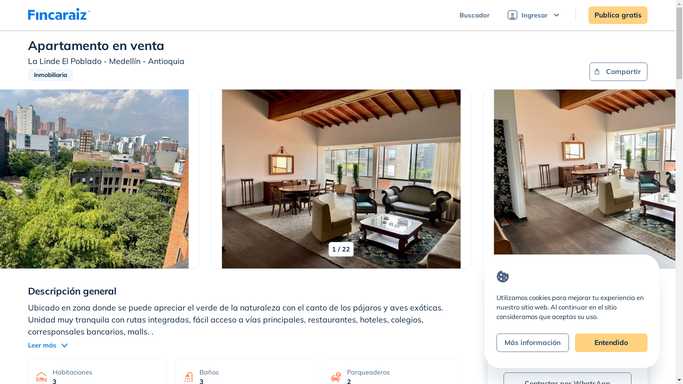 Fincaraiz
Buscador
Ingresar
Publica gratis
Apartamento en venta
La Linde El Poblado - Medellín - Antioquia
Inmobiliaria
Compartir
1 / 22
Descripción general
Ubicado en zona donde se puede apreciar el verde de la naturaleza con el canto de los pájaros y aves exóticas.
Unidad muy tranquila con rutas integradas, fácil acceso a vías principales, restaurantes, hoteles, colegios,
corresponsales bancarios, malls. .
Leer más
Habitaciones
3
Baños
3
Parqueaderos
2
Utilizamos cookies para mejorar tu experiencia en
nuestro sitio web. Al continuar en el sitio
consideramos que aceptas su uso.
Más información
Entendido
Contactar por WhatsApp